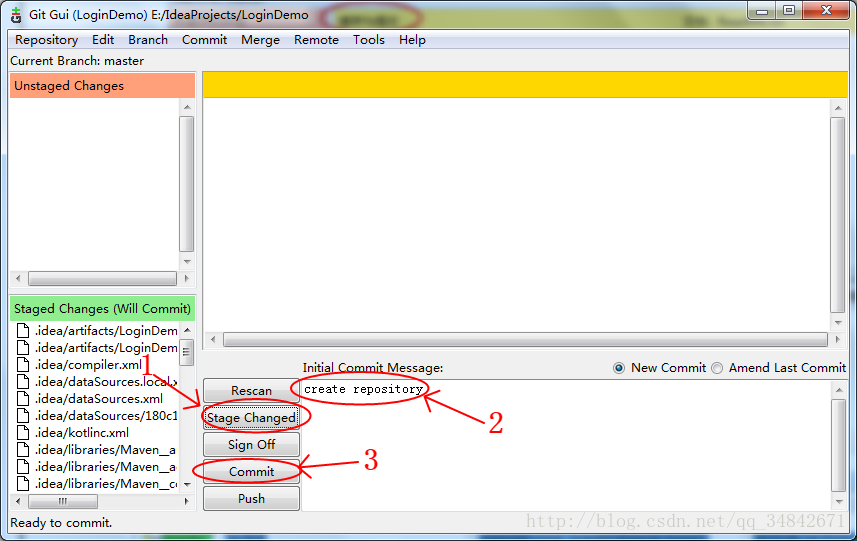 Git Gui (LoginDemo) E:/IdeaProjects/LoginDemo
Repository Edit Branch Commit Merge Remote Tools Help
Current Branch: master
Unstaged Changes
Staged Changes (Will Commit)
.idea/artifacts/LoginDem
.idea/artifacts/LoginDem
.idea/compiler.xml
.idea/dataSources.local.x
.idea/dataSources.xml
.idea/dataSources/180c1
.idea/kotlinc.xml
.idea/libraries/Maven__a
.idea/libraries/Maven__a
.idea/libraries/Maven__c
1
Initial Commit Message:
New Commit
Amend Last Commit
Rescan
create repository
Stage Changed
2
Sign Off
Commit
3
Push
Ready to commit.
http://blog.csdn.net/qq_34842671